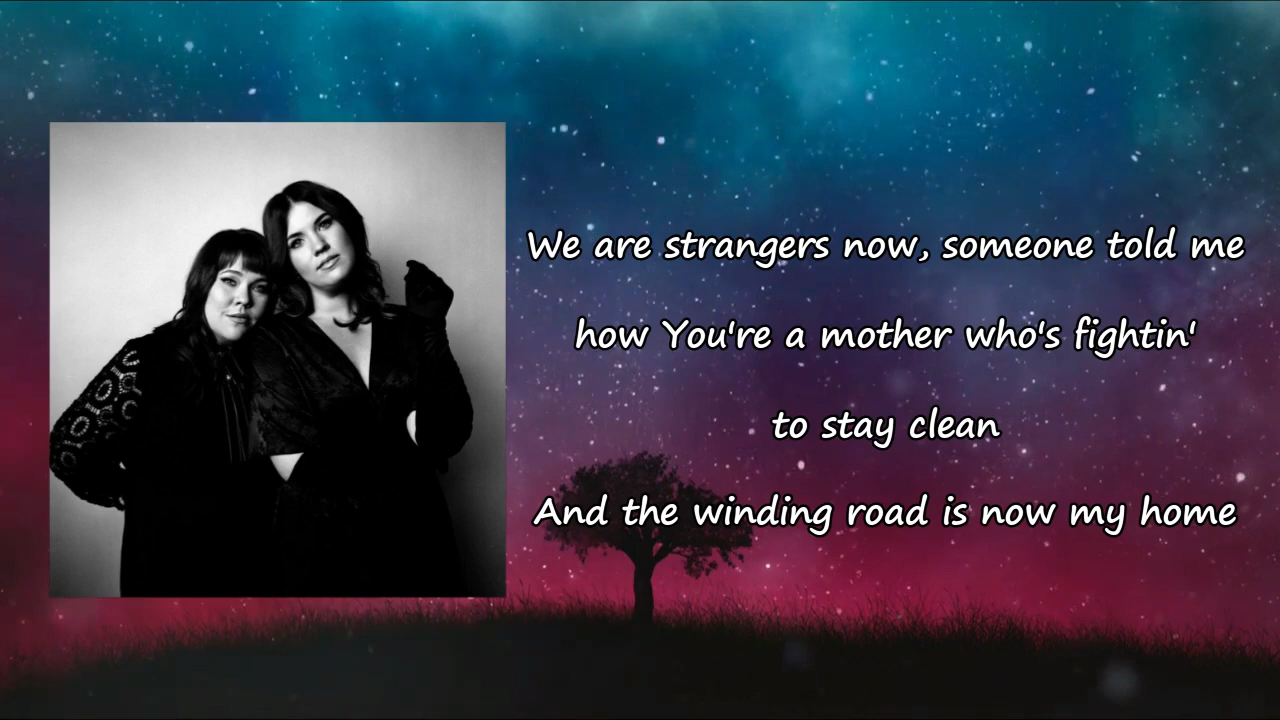 We are strangers now, someone told me
how You're a mother who's fightin'
to stay clean
And the winding road is now my home